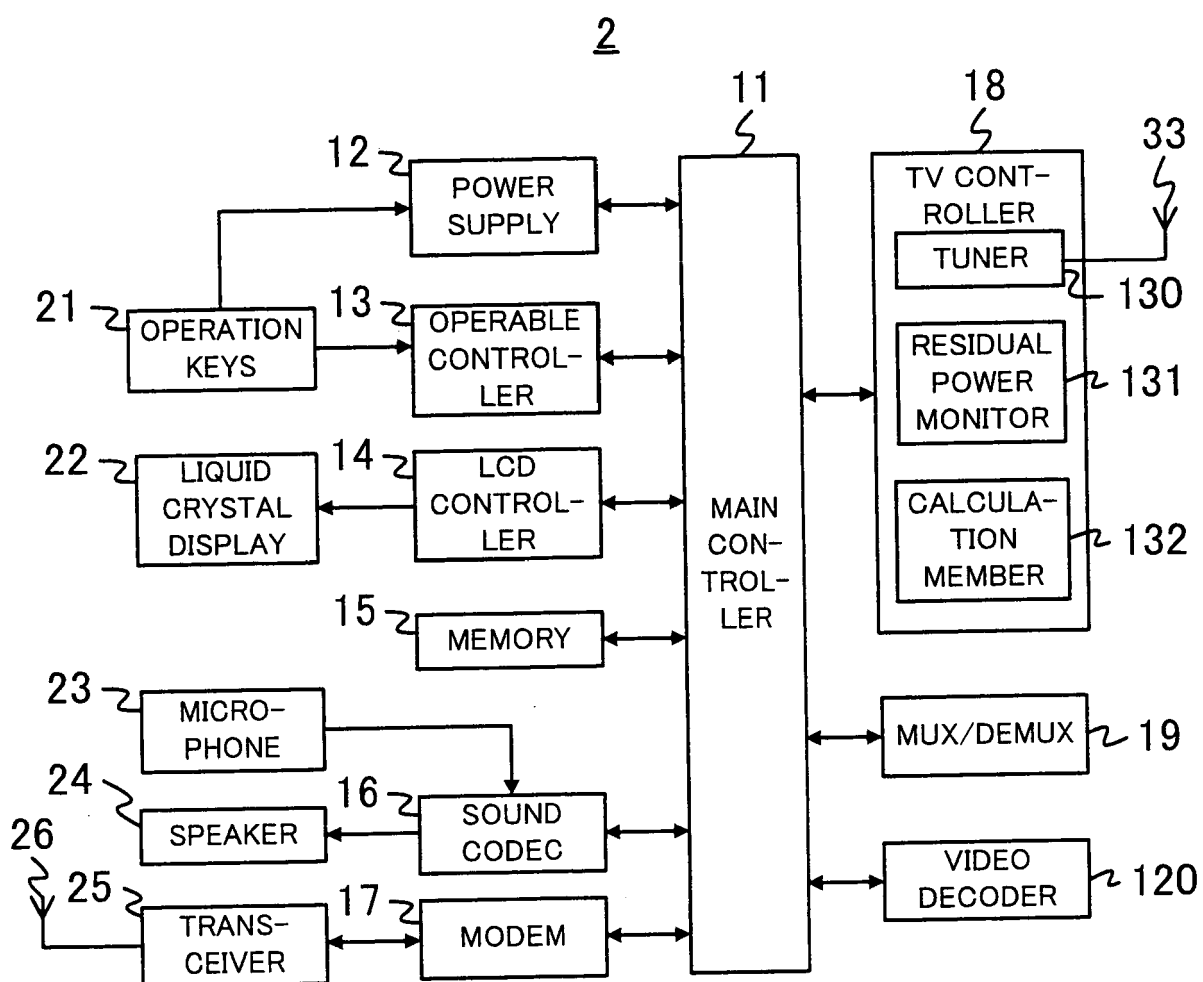 2
11
18
33
12
POWER
SUPPLY
TV CONT-
ROLLER
TUNER
130
21
OPERATION
KEYS
13
OPERABLE
CONTROL-
LER
RESIDUAL
POWER
MONITOR
131
22
LIQUID
CRYSTAL
DISPLAY
14
LCD
CONTROL-
LER
MAIN
CON-
TROL-
LER
CALCULA-
TION
MEMBER
132
15
MEMORY
23
MICRO-
PHONE
MUX/DEMUX
19
24
SPEAKER
16
SOUND
CODEC
VIDEO
DECODER
120
26
25
TRANS-
CEIVER
17
MODEM